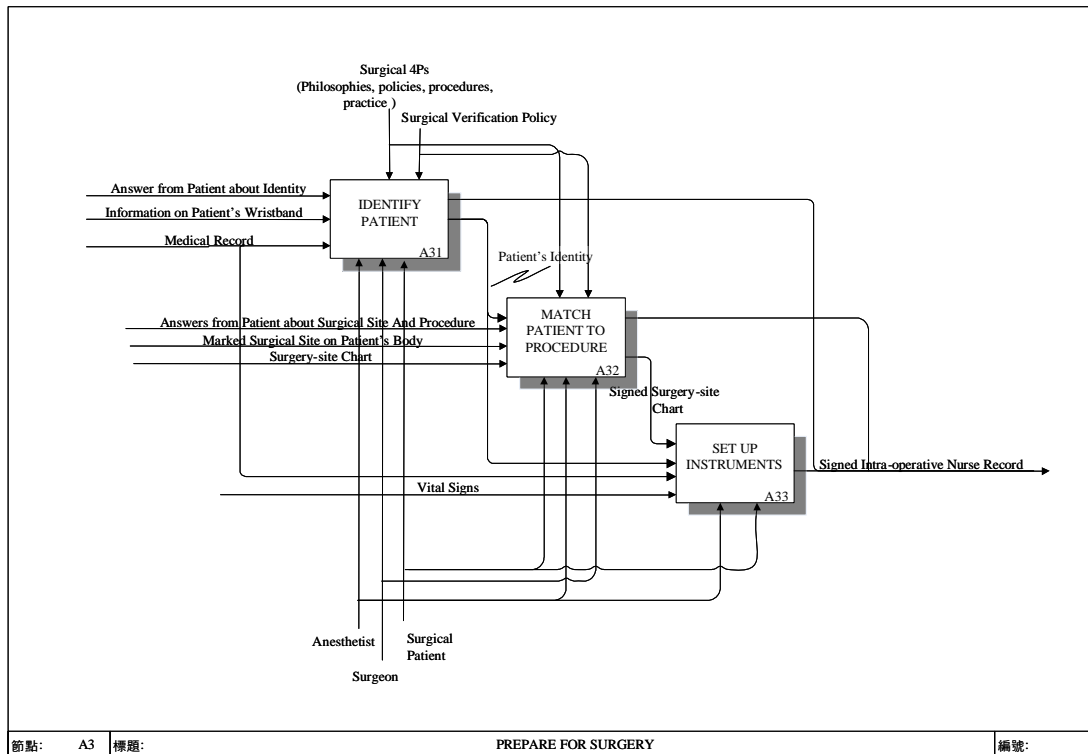 Surgical 4Ps
(Philosophies, policies, procedures,
practice )
Surgical Verification Policy
Answer from Patient about Identity
Information on Patient's Wristband
Medical Record
IDENTIFY
PATIENT
A31
Patient's Identity
Answers from Patient about Surgical Site And Procedure
Marked Surgical Site on Patient's Body
Surgery-site Chart
MATCH
PATIENT TO
PROCEDURE
A32
Signed Surgery-site
Chart
SET UP
INSTRUMENTS
A33
Signed Intra-operative Nurse Record
Vital Signs
Anesthetist
Surgeon
Surgical
Patient
節點: A3 標題: PREPARE FOR SURGERY 編號: